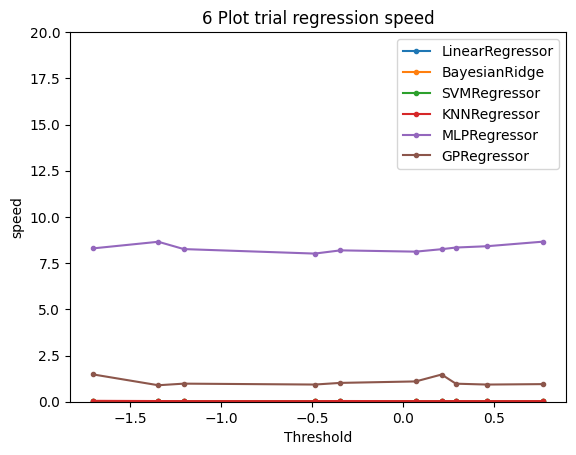 6 Plot trial regression speed
20.0
17.5
15.0
12.5
10.0
7.5
5.0
2.5
0.0
speed
LinearRegressor
BayesianRidge
SVMRegressor
KNNRegressor
MLPRegressor
GPRegressor
−1.5 −1.0 −0.5 0.0 0.5
Threshold